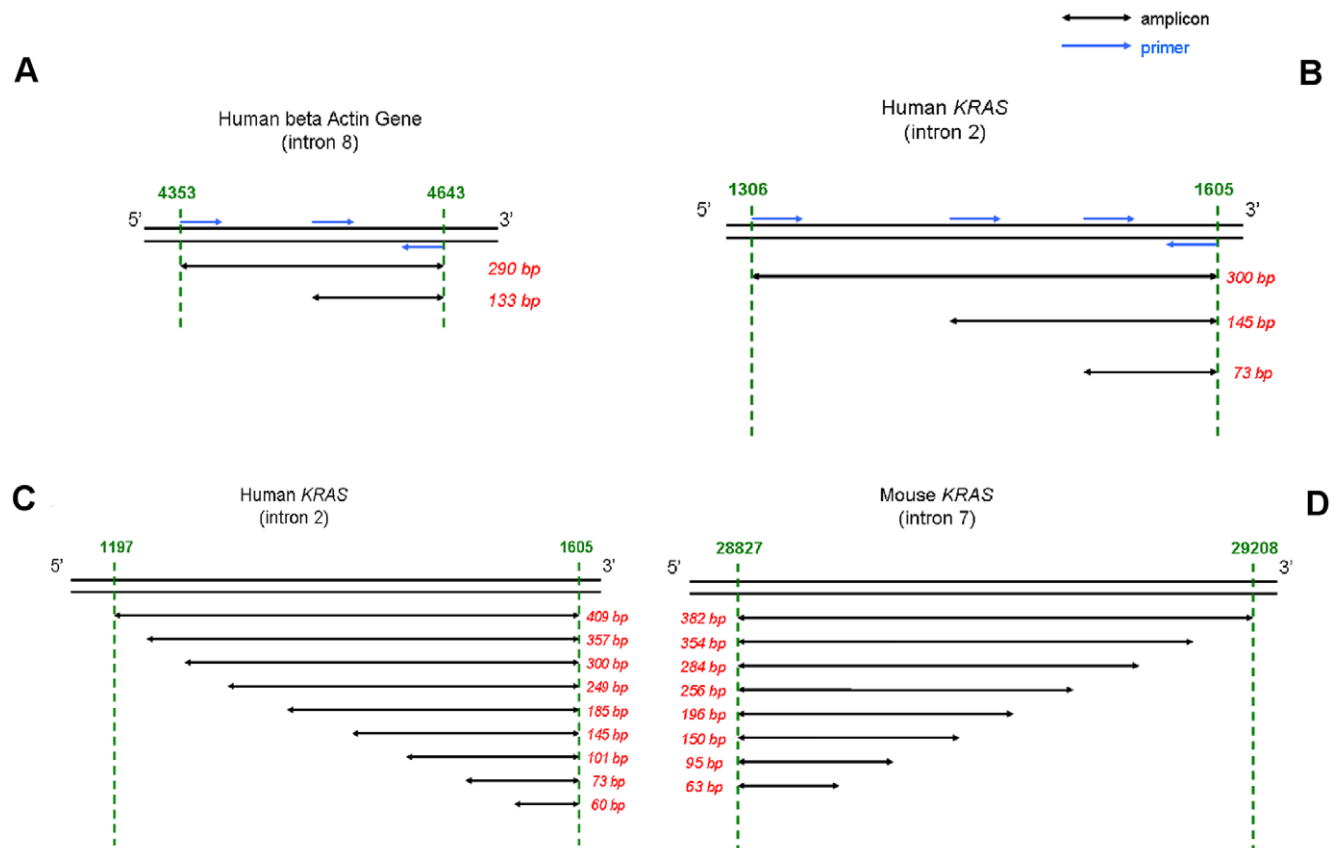 amplicon
primer
A
B
Human beta Actin Gene
(intron 8)
4353
4643
5'
3'
290 bp
133 bp
Human KRAS
(intron 2)
1306
1605
5'
3'
300 bp
145 bp
73 bp
C
Human KRAS
(intron 2)
1197
1605
5'
3'
409 bp
357 bp
300 bp
249 bp
185 bp
145 bp
101 bp
73 bp
60 bp
Mouse KRAS
(intron 7)
D
28827
29208
5'
3'
382 bp
354 bp
284 bp
256 bp
196 bp
150 bp
95 bp
63 bp